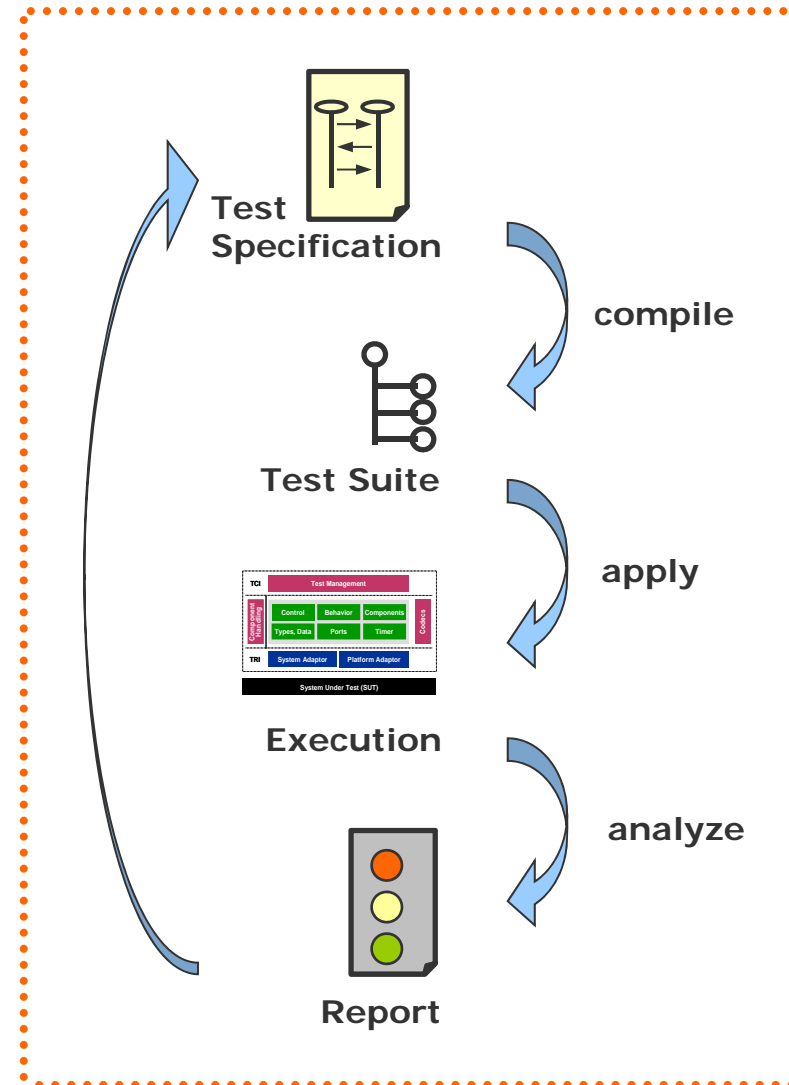 Test
Specification
compile
Test Suite
apply
TCI
Test Management
Component
Handling
Control
Behavior
Components
Codecs
Types, Data
Ports
Timer
TRI
System Adaptor
Platform Adaptor
System Under Test (SUT)
Execution
analyze
Report